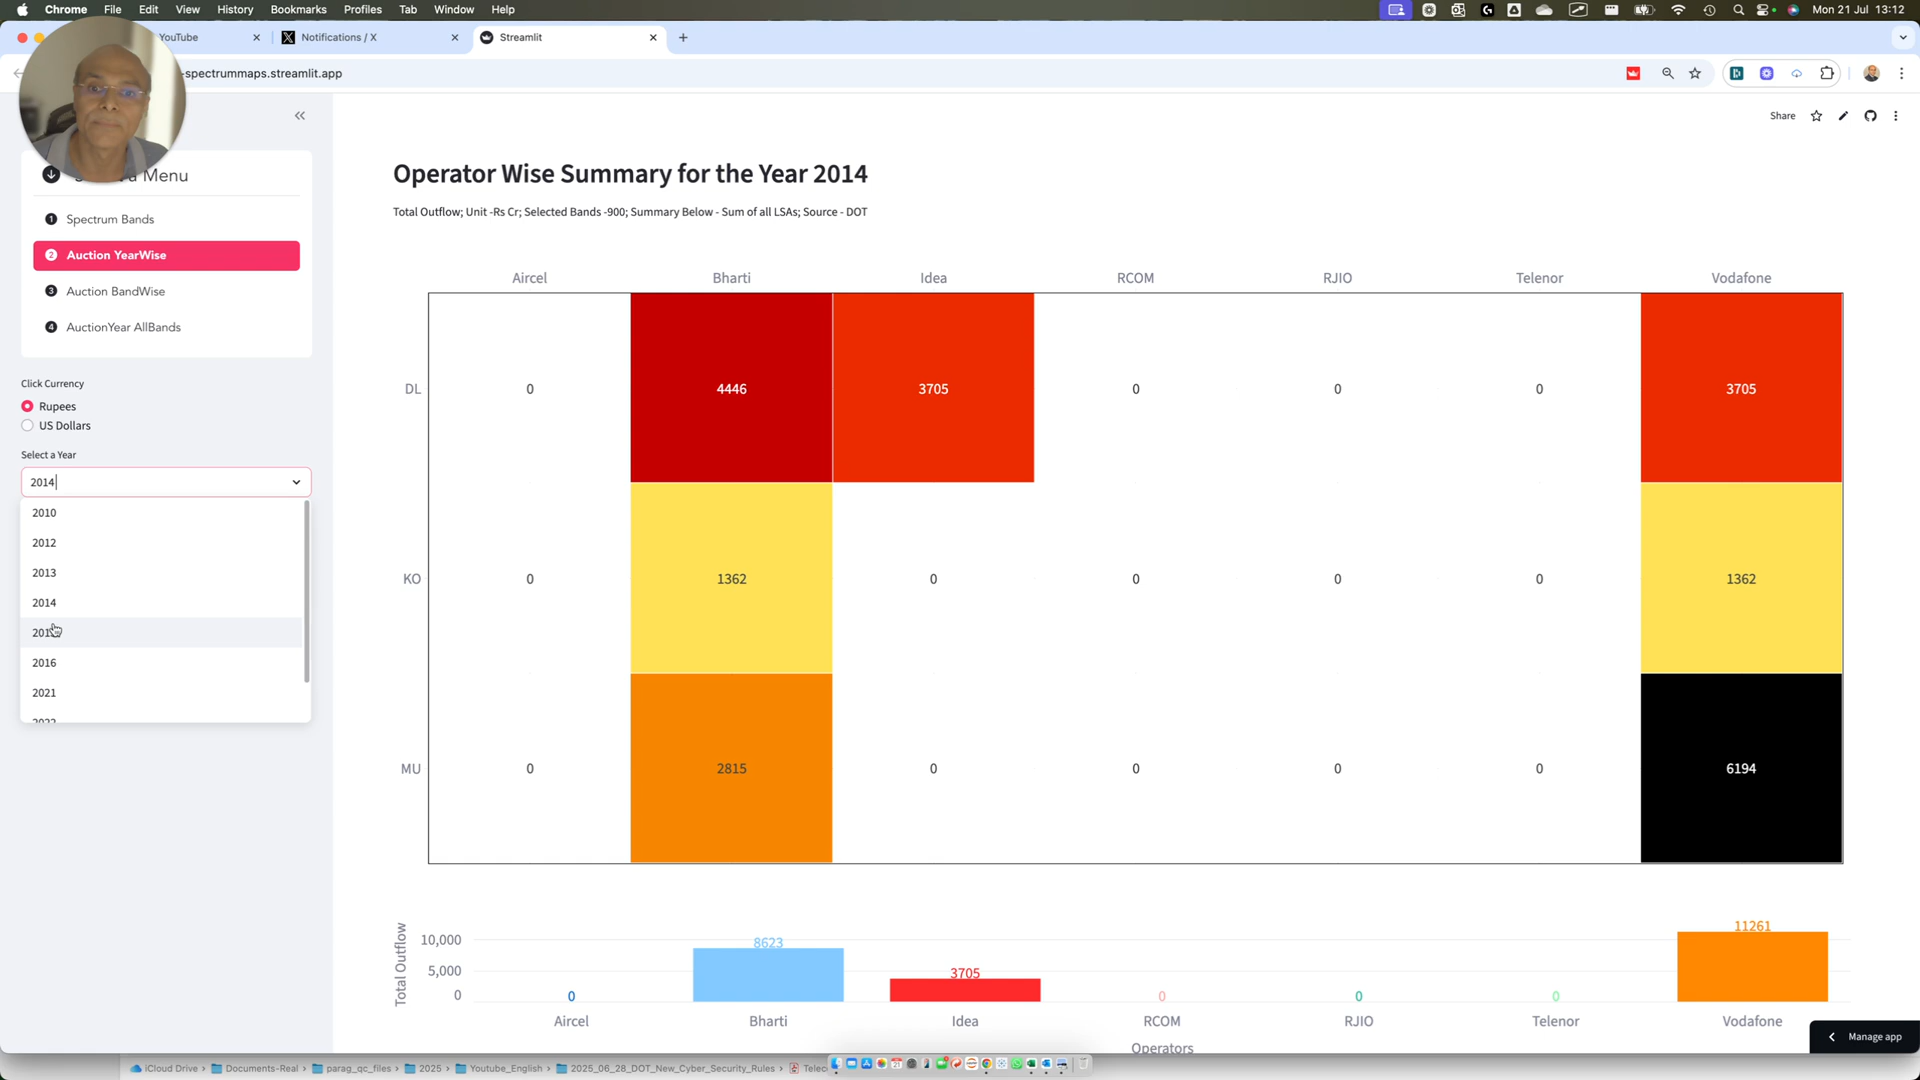 Chrome File Edit View History Bookmarks Profiles Tab Window Help Mon 21 Jul 13:12
YouTube Notifications / X Streamlit
-spectrummaps.streamlit.app
Share
Menu
1 Spectrum Bands
2 Auction YearWise
3 Auction BandWise
4 AuctionYear AllBands
Click Currency
Rupees
US Dollars
Select a Year
2014
2010
2012
2013
2014
2016
2021
2022
Operator Wise Summary for the Year 2014
Total Outflow; Unit -Rs Cr; Selected Bands -900; Summary Below - Sum of all LSAs; Source - DOT
Aircel Bharti Idea RCOM RJIO Telenor Vodafone
DL 0 4446 3705 0 0 0 3705
KO 0 1362 0 0 0 0 1362
MU 0 2815 0 0 0 0 6194
Total Outflow
10,000
5,000
0
0 8623 3705 0 0 0 11261
Aircel Bharti Idea RCOM RJIO Telenor Vodafone
Operators
Manage app
iCloud Drive › Documents-Real › parag_qc_files › 2025 › Youtube_English › 2025_06_28_DOT_New_Cyber_Security_Rules › Telec